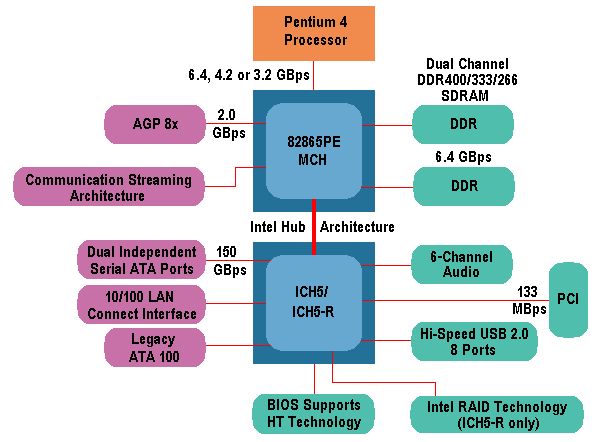 Pentium 4
Processor
6.4, 4.2 or 3.2 GBps
Dual Channel
DDR400/333/266
SDRAM
AGP 8x
2.0
GBps
82865PE
MCH
DDR
6.4 GBps
DDR
Communication Streaming
Architecture
Intel Hub Architecture
Dual Independent
Serial ATA Ports
150
GBps
ICH5/
ICH5-R
6-Channel
Audio
10/100 LAN
Connect Interface
133
MBps
PCI
Legacy
ATA 100
Hi-Speed USB 2.0
8 Ports
BIOS Supports
HT Technology
Intel RAID Technology
(ICH5-R only)